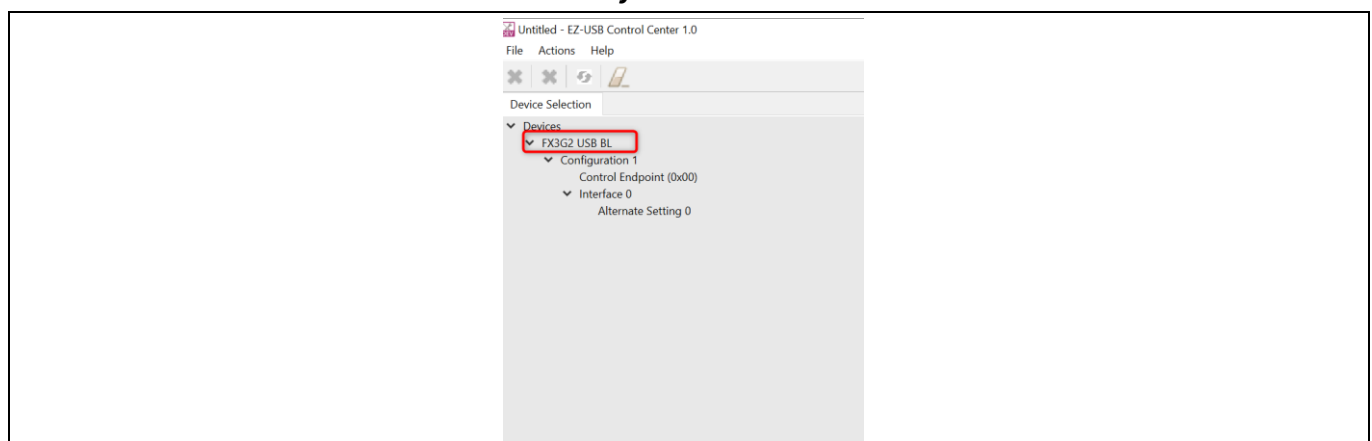 Untitled - EZ-USB Control Center 1.0
File Actions Help
Device Selection
Devices
FX3G2 USB BL
Configuration 1
Control Endpoint (0x00)
Interface 0
Alternate Setting 0